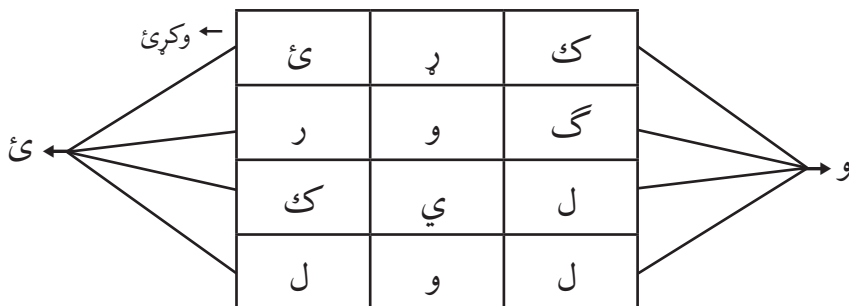 ← وکړئ
ك ړ ئ
گ و ر
ل ي ك
ل و ل
و
ئ